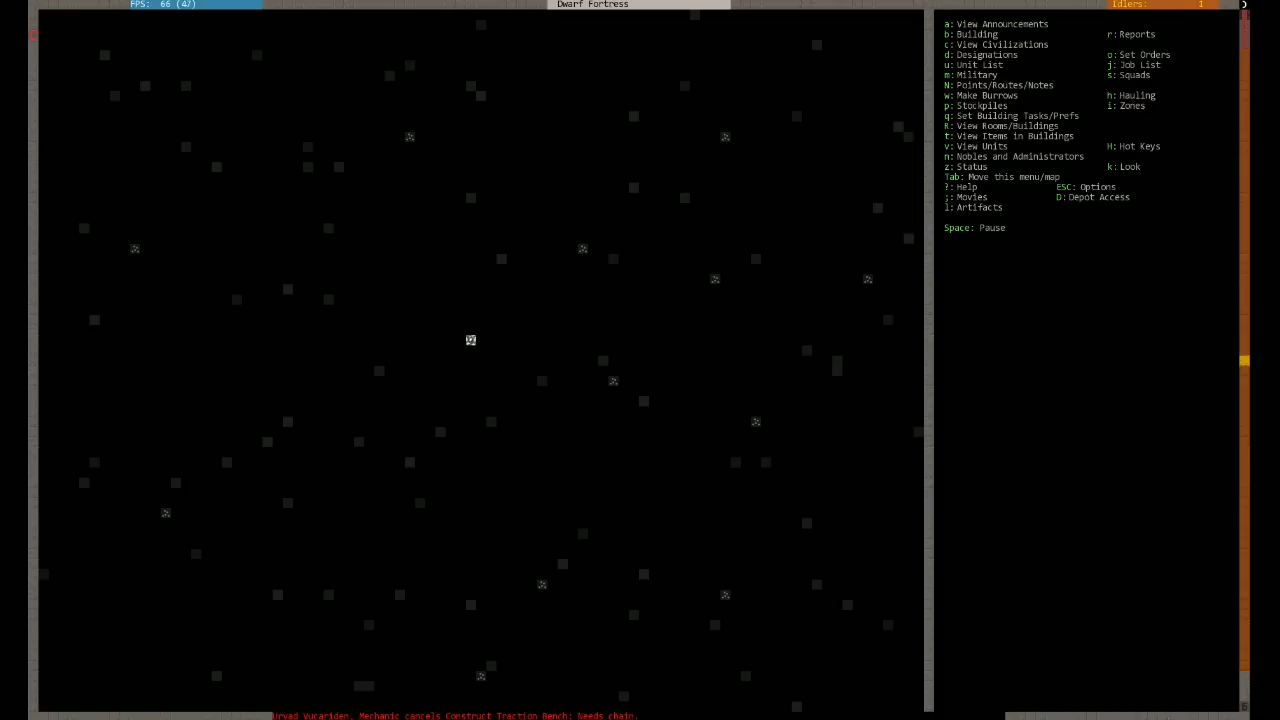 FPS: 66 (47) Dwarf Fortress Idlers: 1
a: View Announcements
b: Building r: Reports
c: View Civilizations
d: Designations o: Set Orders
u: Unit List j: Job List
m: Military s: Squads
N: Points/Routes/Notes
w: Make Burrows h: Hauling
p: Stockpiles i: Zones
q: Set Building Tasks/Prefs
R: View Rooms/Buildings
t: View Items in Buildings
v: View Units H: Hot Keys
n: Nobles and Administrators
z: Status k: Look
Tab: Move this menu/map
?: Help ESC: Options
;: Movies D: Depot Access
l: Artifacts
Space: Pause
Urvad Vucariden, Mechanic cancels Construct Traction Bench: Needs chain.